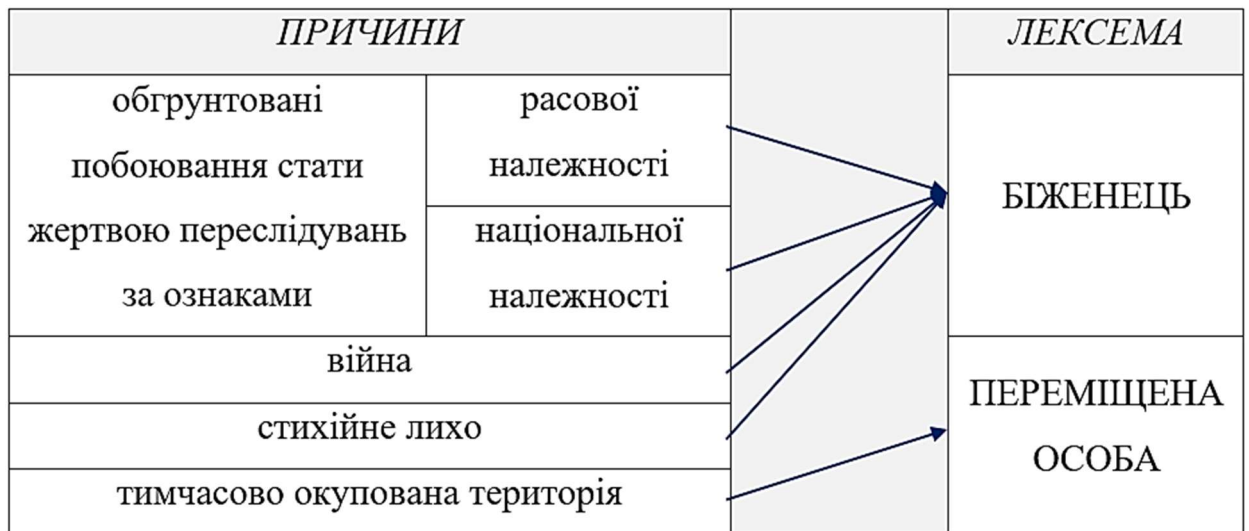 ПРИЧИНИ
ЛЕКСЕМА
обгрунтовані
побоювання стати
жертвою переслідувань
за ознаками
расової
належності
національної
належності
БІЖЕНЕЦЬ
війна
стихійне лихо
тимчасово окупована територія
ПЕРЕМІЩЕНА
ОСОБА